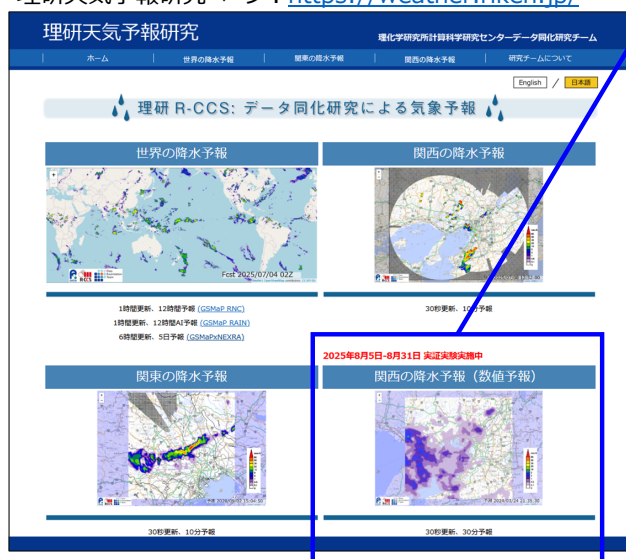 理研天気予報研究ページ：https://weather.riken.jp/
理研天気予報研究
理化学研究所計算科学研究センターデータ同化研究チーム
ホーム
世界の降水予報
関東の降水予報
関西の降水予報
研究チームについて
English / 日本語
理研 R-CCS: データ同化研究による気象予報
世界の降水予報
関西の降水予報
Fcst 2025/07/04 02Z
1時間更新、12時間予報 (GSMaP RNC)
1時間更新、12時間AI予報 (GSMaP RAIN)
6時間更新、5日予報 (GSMaPxNEXRA)
30秒更新、10分予報
2025年8月5日-8月31日 実証実験実施中
関東の降水予報
関西の降水予報（数値予報）
30秒更新、10分予報
30秒更新、30分予報